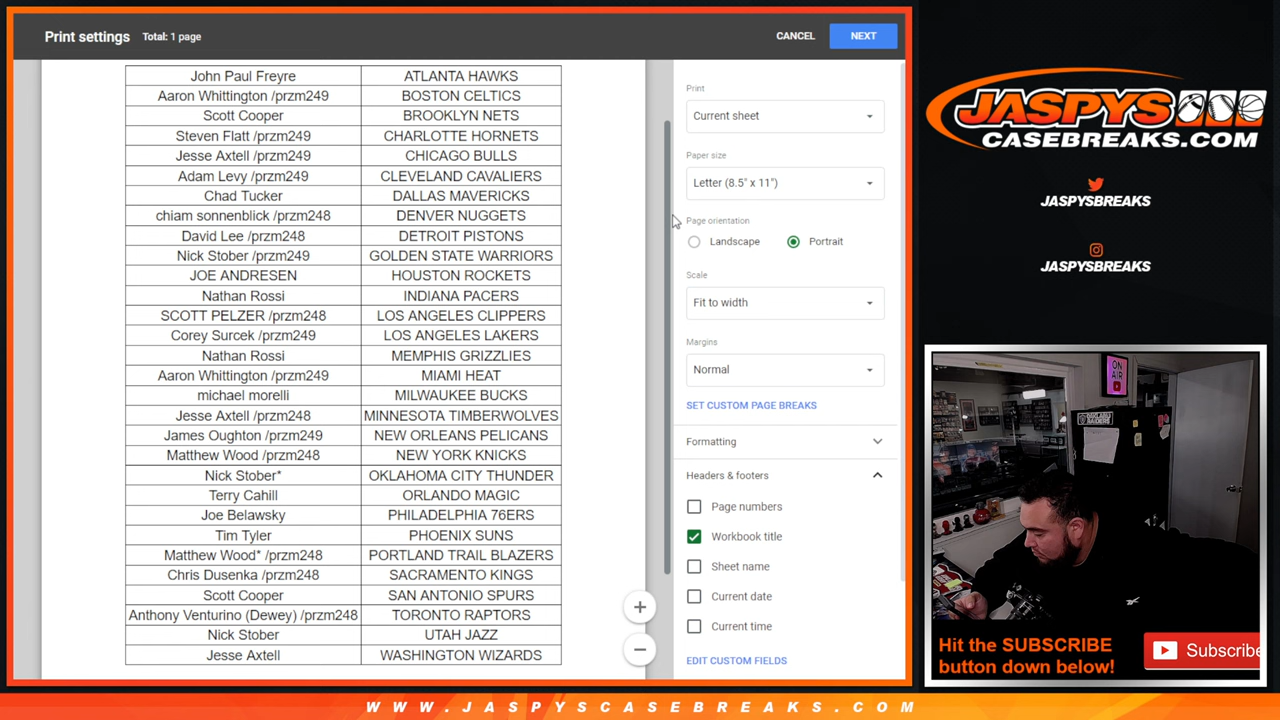 Print settings Total: 1 page CANCEL NEXT
John Paul Freyre ATLANTA HAWKS
Aaron Whittington /przm249 BOSTON CELTICS
Scott Cooper BROOKLYN NETS
Steven Flatt /przm249 CHARLOTTE HORNETS
Jesse Axtell /przm249 CHICAGO BULLS
Adam Levy /przm249 CLEVELAND CAVALIERS
Chad Tucker DALLAS MAVERICKS
chiam sonnenblick /przm248 DENVER NUGGETS
David Lee /przm248 DETROIT PISTONS
Nick Stober /przm249 GOLDEN STATE WARRIORS
JOE ANDRESEN HOUSTON ROCKETS
Nathan Rossi INDIANA PACERS
SCOTT PELZER /przm248 LOS ANGELES CLIPPERS
Corey Surcek /przm249 LOS ANGELES LAKERS
Nathan Rossi MEMPHIS GRIZZLIES
Aaron Whittington /przm249 MIAMI HEAT
michael morelli MILWAUKEE BUCKS
Jesse Axtell /przm248 MINNESOTA TIMBERWOLVES
James Oughton /przm249 NEW ORLEANS PELICANS
Matthew Wood /przm248 NEW YORK KNICKS
Nick Stober* OKLAHOMA CITY THUNDER
Terry Cahill ORLANDO MAGIC
Joe Belawsky PHILADELPHIA 76ERS
Tim Tyler PHOENIX SUNS
Matthew Wood* /przm248 PORTLAND TRAIL BLAZERS
Chris Dusenka /przm248 SACRAMENTO KINGS
Scott Cooper SAN ANTONIO SPURS
Anthony Venturino (Dewey) /przm248 TORONTO RAPTORS
Nick Stober UTAH JAZZ
Jesse Axtell WASHINGTON WIZARDS
Print
Current sheet
Paper size
Letter (8.5" x 11")
Page orientation
Landscape Portrait
Scale
Fit to width
Margins
Normal
SET CUSTOM PAGE BREAKS
Formatting
Headers & footers
Page numbers
Workbook title
Sheet name
Current date
Current time
EDIT CUSTOM FIELDS
JASPYS
CASEBREAKS.COM
JASPYSBREAKS
JASPYSBREAKS
ON
AIR
Hit the SUBSCRIBE
button down below!
Subscribe
WWW.JASPYSCASEBREAKS.COM